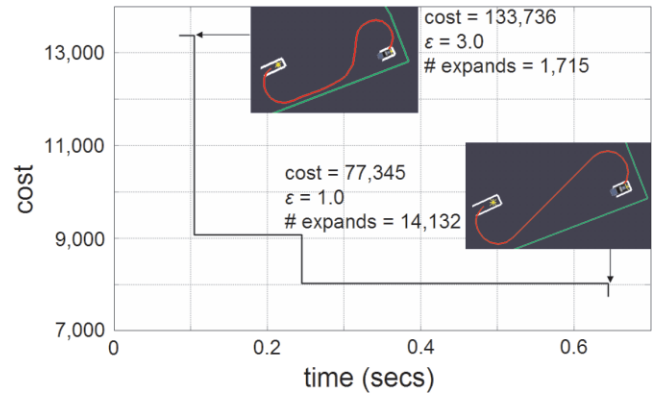 cost = 133,736
ε = 3.0
# expands = 1,715
cost = 77,345
ε = 1.0
# expands = 14,132
13,000
11,000
9,000
7,000
cost
0
0.2
0.4
0.6
time (secs)